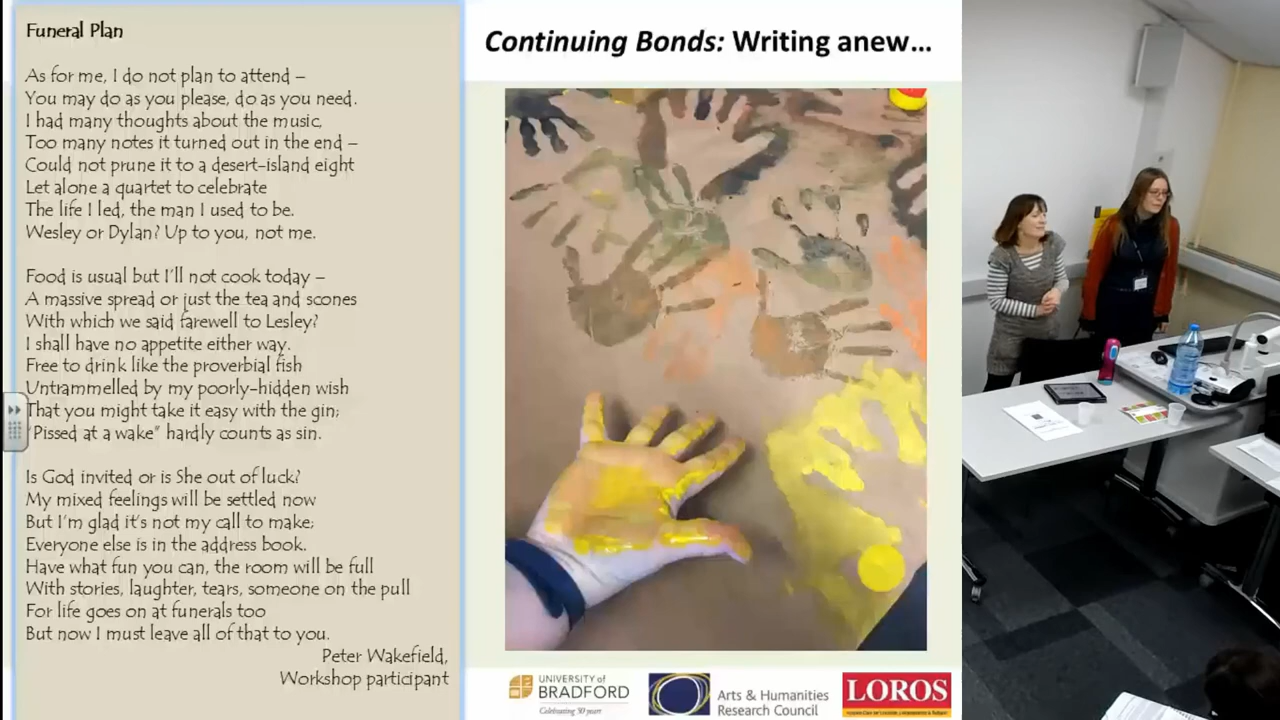 Funeral Plan
As for me, I do not plan to attend –
You may do as you please, do as you need.
I had many thoughts about the music,
Too many notes it turned out in the end –
Could not prune it to a desert-island eight
Let alone a quartet to celebrate
The life I led, the man I used to be.
Wesley or Dylan? Up to you, not me.
Food is usual but I'll not cook today –
A massive spread or just the tea and scones
With which we said farewell to Lesley?
I shall have no appetite either way.
Free to drink like the proverbial fish
Untrammelled by my poorly-hidden wish
That you might take it easy with the gin;
"Pissed at a wake" hardly counts as sin.
Is God invited or is She out of luck?
My mixed feelings will be settled now
But I'm glad it's not my call to make;
Everyone else is in the address book.
Have what fun you can, the room will be full
With stories, laughter, tears, someone on the pull
For life goes on at funerals too
But now I must leave all of that to you.
Peter Wakefield,
Workshop participant
Continuing Bonds: Writing anew…
UNIVERSITY of
BRADFORD
Celebrating 50 years
Arts & Humanities
Research Council
LOROS